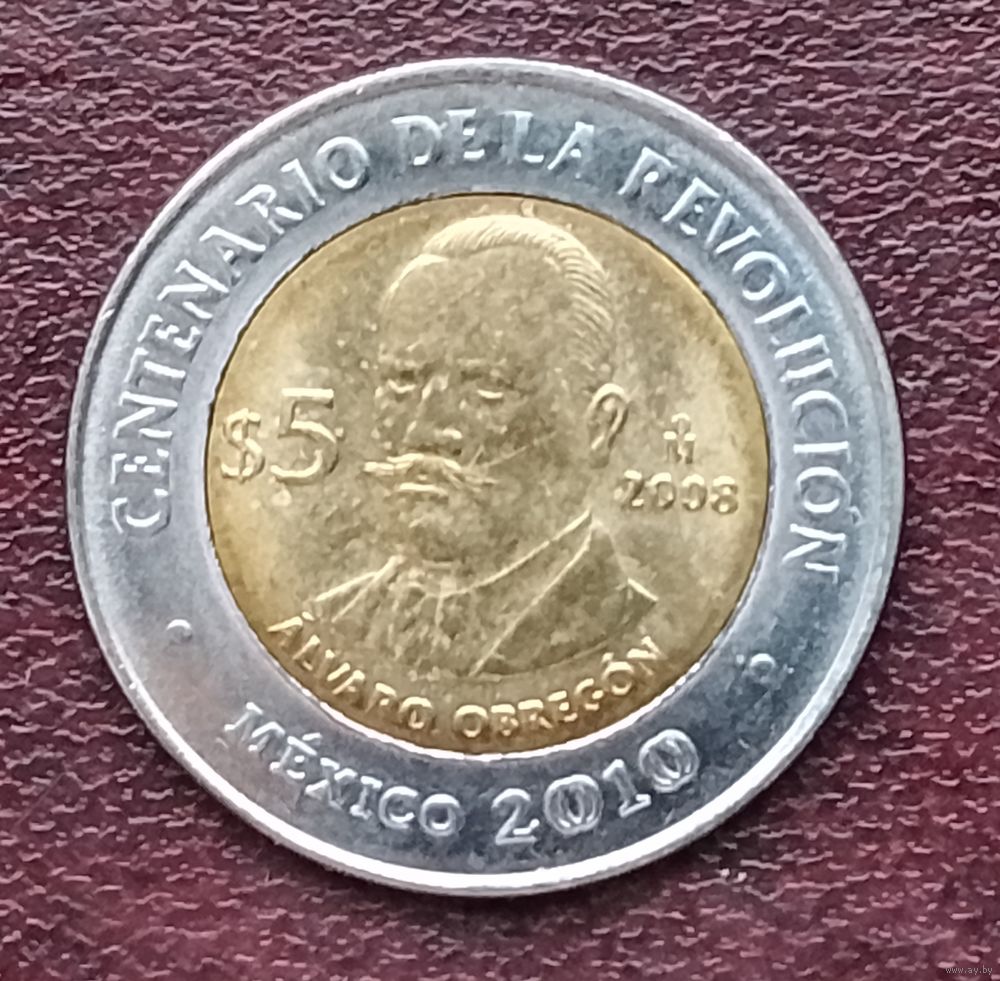 CENTENARIO DE LA REVOLUCIÓN
$5
M̊
2008
ÁLVARO OBREGÓN
MÉXICO 2010
www.ay.by